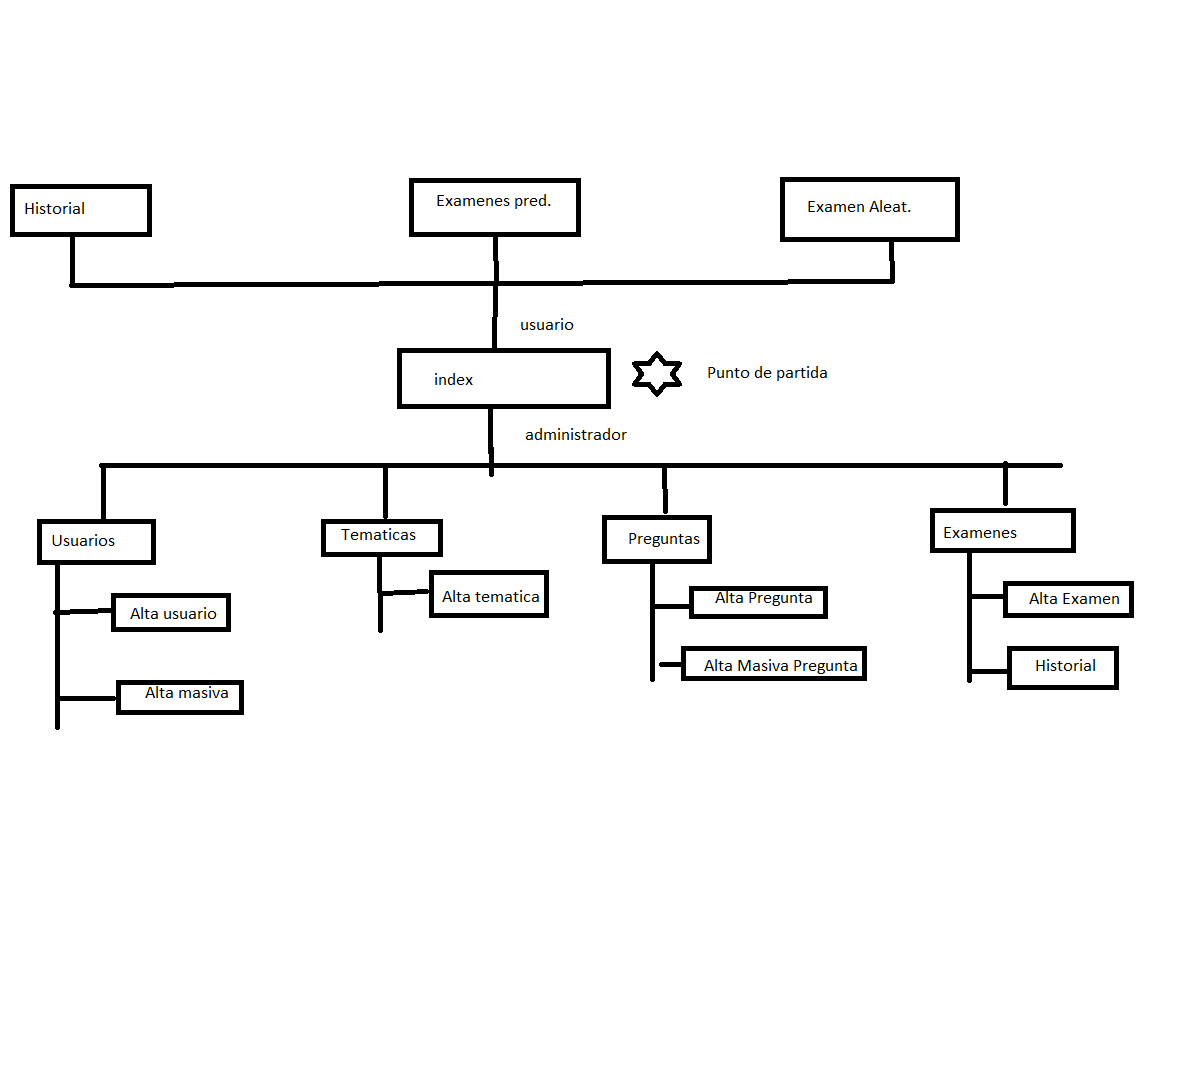 Historial
Examenes pred.
Examen Aleat.
usuario
index
Punto de partida
administrador
Usuarios
Tematicas
Preguntas
Examenes
Alta usuario
Alta tematica
Alta Pregunta
Alta Examen
Alta masiva
Alta Masiva Pregunta
Historial